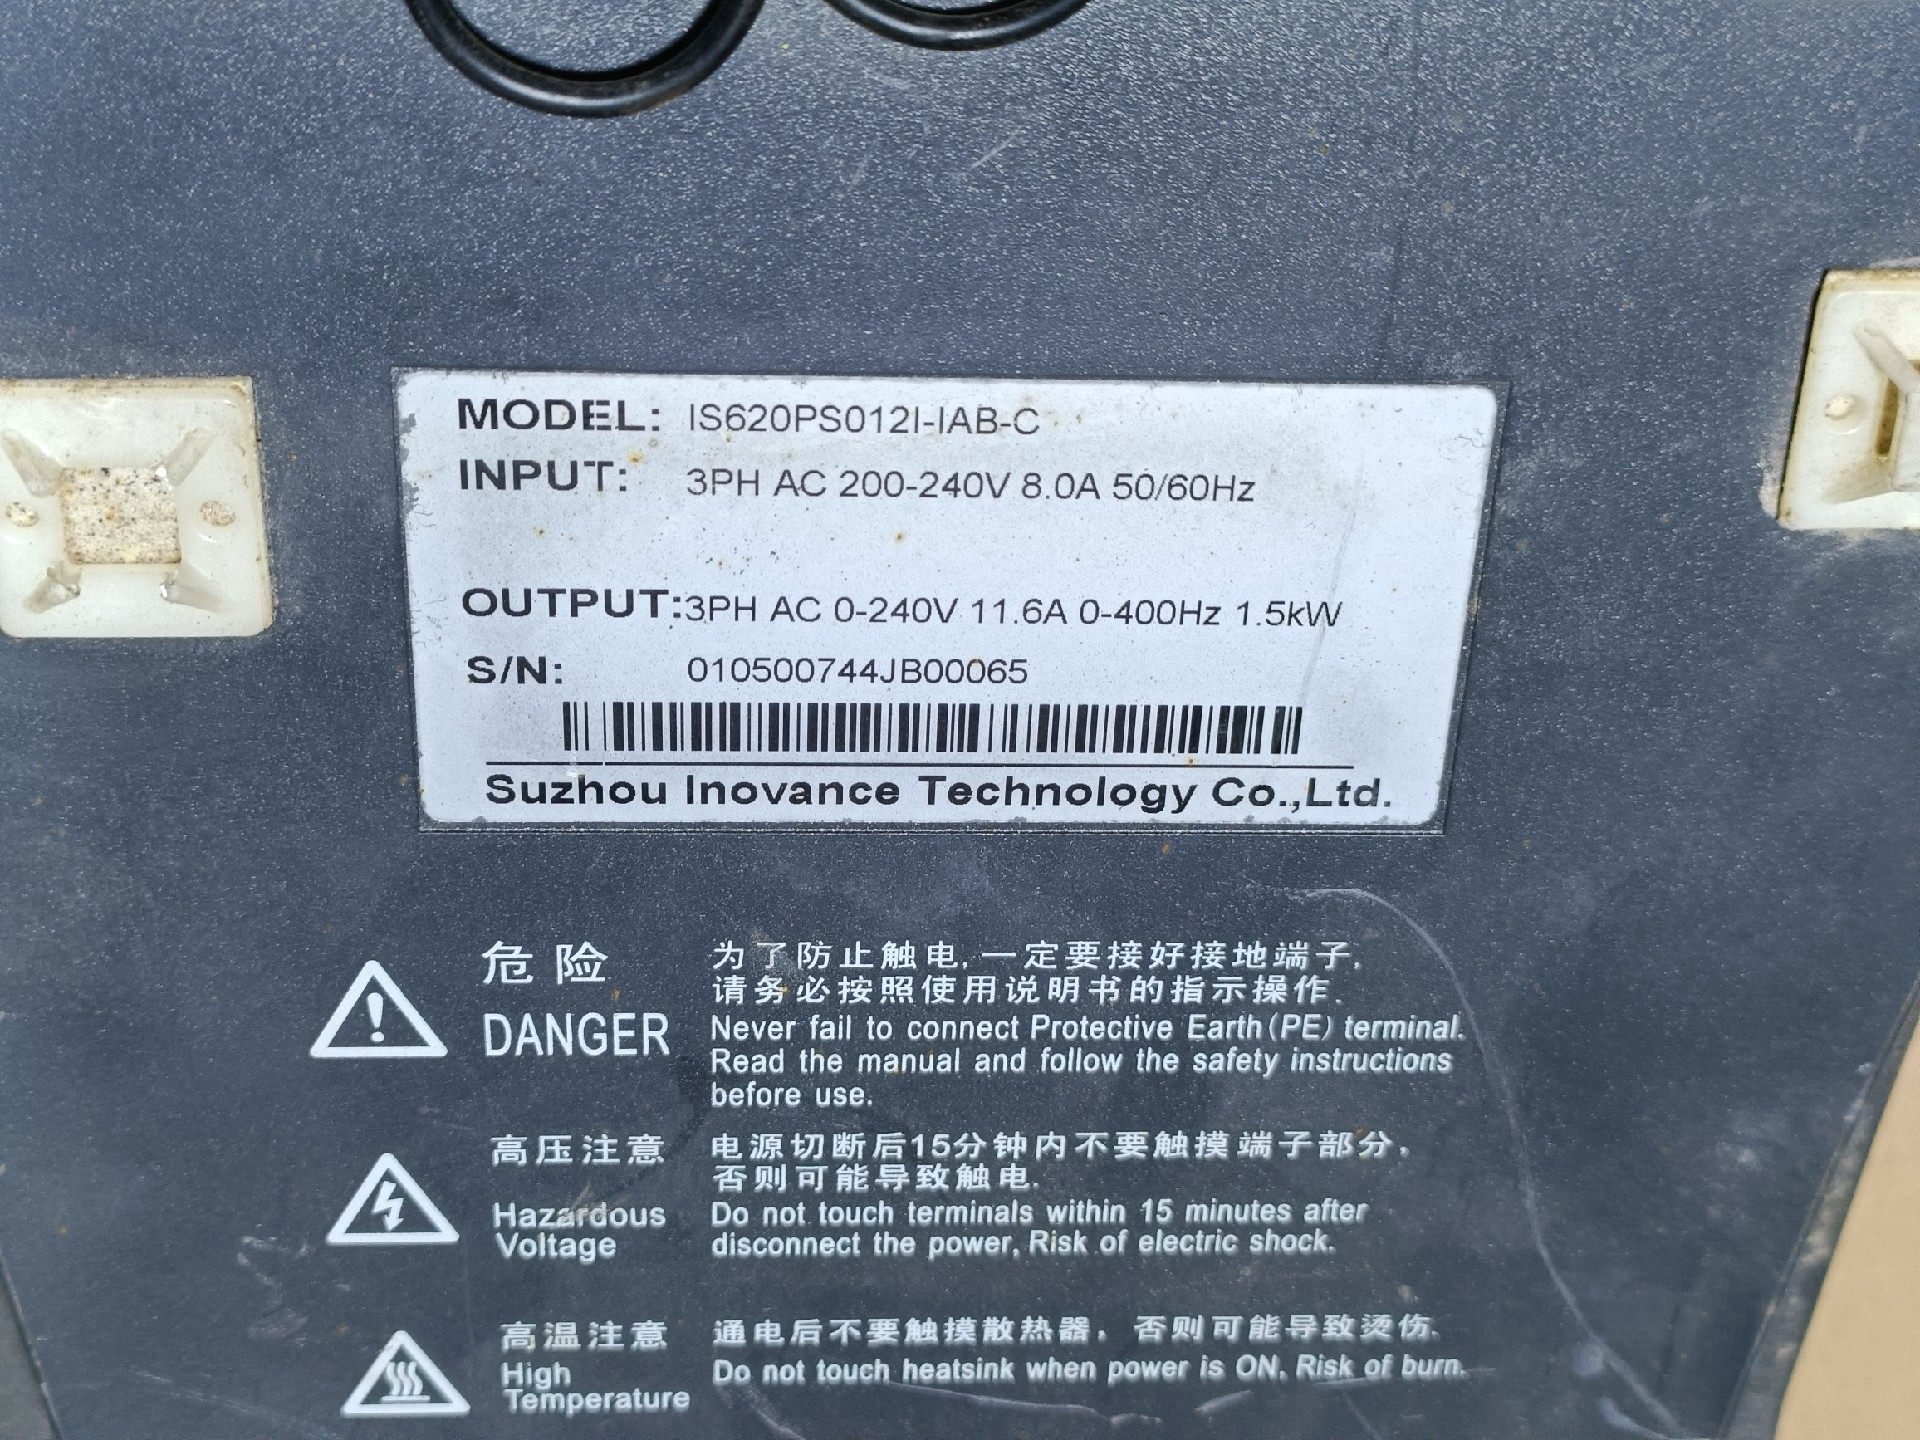 MODEL: IS620PS012I-IAB-C
INPUT: 3PH AC 200-240V 8.0A 50/60Hz
OUTPUT:3PH AC 0-240V 11.6A 0-400Hz 1.5kW
S/N: 010500744JB00065
Suzhou Inovance Technology Co.,Ltd.
危险
DANGER
为了防止触电,一定要接好接地端子,
请务必按照使用说明书的指示操作.
Never fail to connect Protective Earth (PE) terminal.
Read the manual and follow the safety instructions
before use.
高压注意
Hazardous
Voltage
电源切断后15分钟内不要触摸端子部分,
否则可能导致触电.
Do not touch terminals within 15 minutes after
disconnect the power, Risk of electric shock.
高温注意
High
Temperature
通电后不要触摸散热器, 否则可能导致烫伤.
Do not touch heatsink when power is ON, Risk of burn.